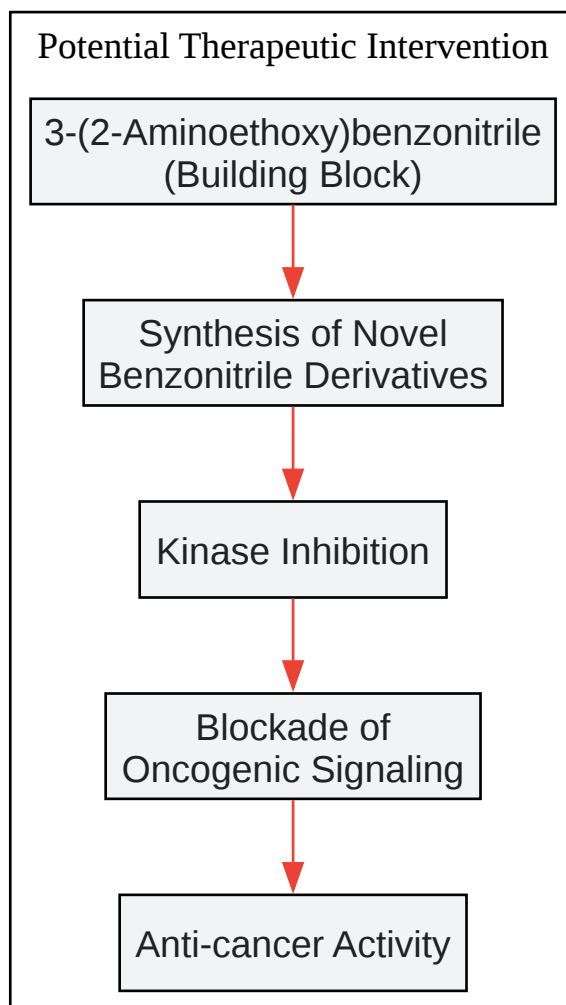 Potential Therapeutic Intervention
3-(2-Aminoethoxy)benzonitrile
(Building Block)
Synthesis of Novel
Benzonitrile Derivatives
Kinase Inhibition
Blockade of
Oncogenic Signaling
Anti-cancer Activity